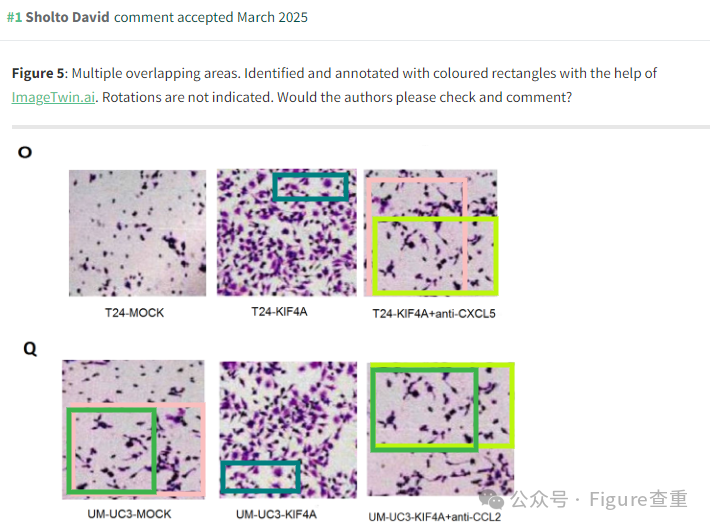 #1 Sholto David comment accepted March 2025
Figure 5: Multiple overlapping areas. Identified and annotated with coloured rectangles with the help of
ImageTwin.ai. Rotations are not indicated. Would the authors please check and comment?
O
T24-MOCK
T24-KIF4A
T24-KIF4A+anti-CXCL5
Q
UM-UC3-MOCK
UM-UC3-KIF4A
UM-UC3-KIF4A+anti-CCL2
公众号 · Figure查重